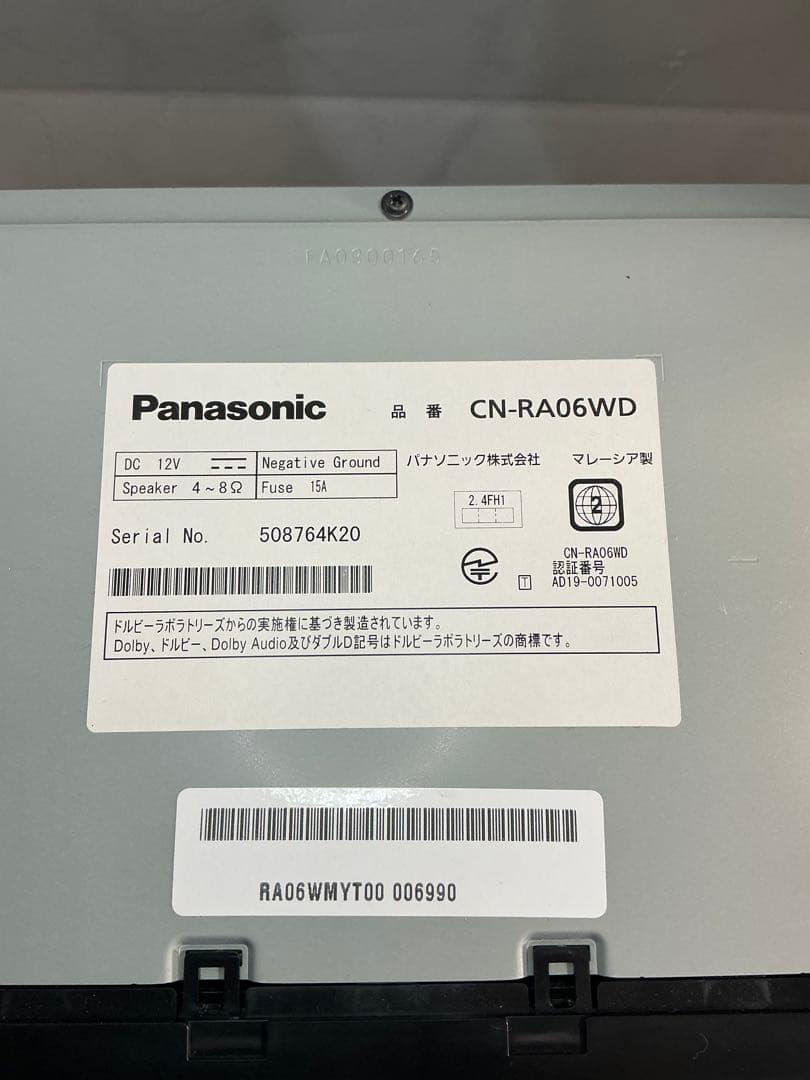 FA0900165
Panasonic 品 番 CN-RA06WD
DC 12V Negative Ground
Speaker 4～8Ω Fuse 15A
パナソニック株式会社 マレーシア製
2.4FH1
2
Serial No. 508764K20
CN-RA06WD
認証番号
T AD19-0071005
ドルビーラボラトリーズからの実施権に基づき製造されています。
Dolby、ドルビー、Dolby Audio及びダブルD記号はドルビーラボラトリーズの商標です。
RA06WMYT00 006990